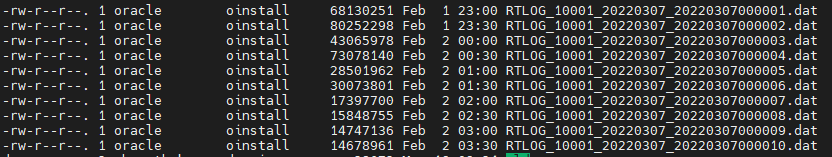 -rw-r--r--. 1 oracle oinstall 68130251 Feb 1 23:00 RTLOG_10001_20220307_20220307000001.dat
-rw-r--r--. 1 oracle oinstall 80252298 Feb 1 23:30 RTLOG_10001_20220307_20220307000002.dat
-rw-r--r--. 1 oracle oinstall 43065978 Feb 2 00:00 RTLOG_10001_20220307_20220307000003.dat
-rw-r--r--. 1 oracle oinstall 73078140 Feb 2 00:30 RTLOG_10001_20220307_20220307000004.dat
-rw-r--r--. 1 oracle oinstall 28501962 Feb 2 01:00 RTLOG_10001_20220307_20220307000005.dat
-rw-r--r--. 1 oracle oinstall 30073801 Feb 2 01:30 RTLOG_10001_20220307_20220307000006.dat
-rw-r--r--. 1 oracle oinstall 17397700 Feb 2 02:00 RTLOG_10001_20220307_20220307000007.dat
-rw-r--r--. 1 oracle oinstall 15848755 Feb 2 02:30 RTLOG_10001_20220307_20220307000008.dat
-rw-r--r--. 1 oracle oinstall 14747136 Feb 2 03:00 RTLOG_10001_20220307_20220307000009.dat
-rw-r--r--. 1 oracle oinstall 14678961 Feb 2 03:30 RTLOG_10001_20220307_20220307000010.dat